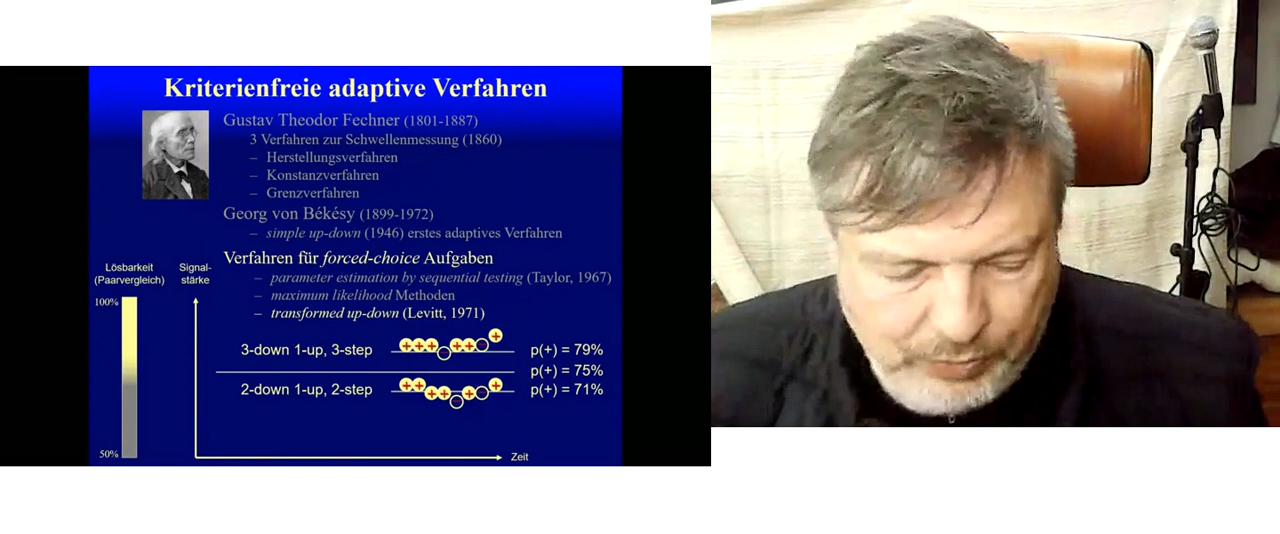 Kriterienfreie adaptive Verfahren
Gustav Theodor Fechner (1801-1887)
3 Verfahren zur Schwellenmessung (1860)
– Herstellungsverfahren
– Konstanzverfahren
– Grenzverfahren
Georg von Békésy (1899-1972)
– simple up-down (1946) erstes adaptives Verfahren
Verfahren für forced-choice Aufgaben
– parameter estimation by sequential testing (Taylor, 1967)
– maximum likelihood Methoden
– transformed up-down (Levitt, 1971)
Lösbarkeit
(Paarvergleich)
100%
50%
Signal-
stärke
3-down 1-up, 3-step
+ + + - + + - +
p(+) = 79%
p(+) = 75%
2-down 1-up, 2-step
+ + + + - + - +
p(+) = 71%
Zeit